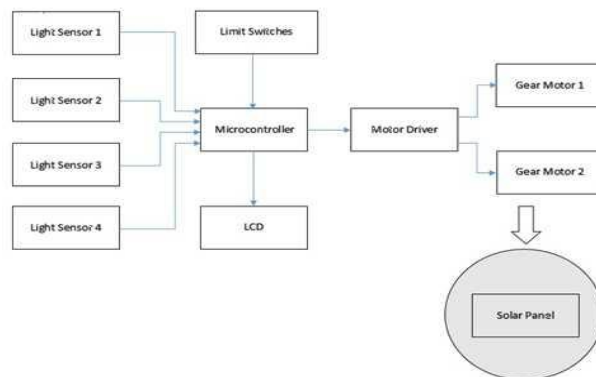 Light Sensor 1
Limit Switches
Gear Motor 1
Light Sensor 2
Microcontroller
Motor Driver
Light Sensor 3
Gear Motor 2
Light Sensor 4
LCD
Solar Panel